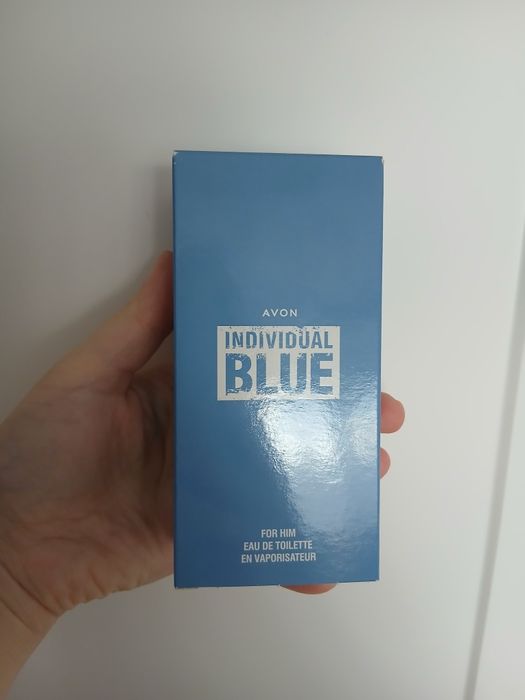 AVON
INDIVIDUAL
BLUE
FOR HIM
EAU DE TOILETTE
EN VAPORISATEUR